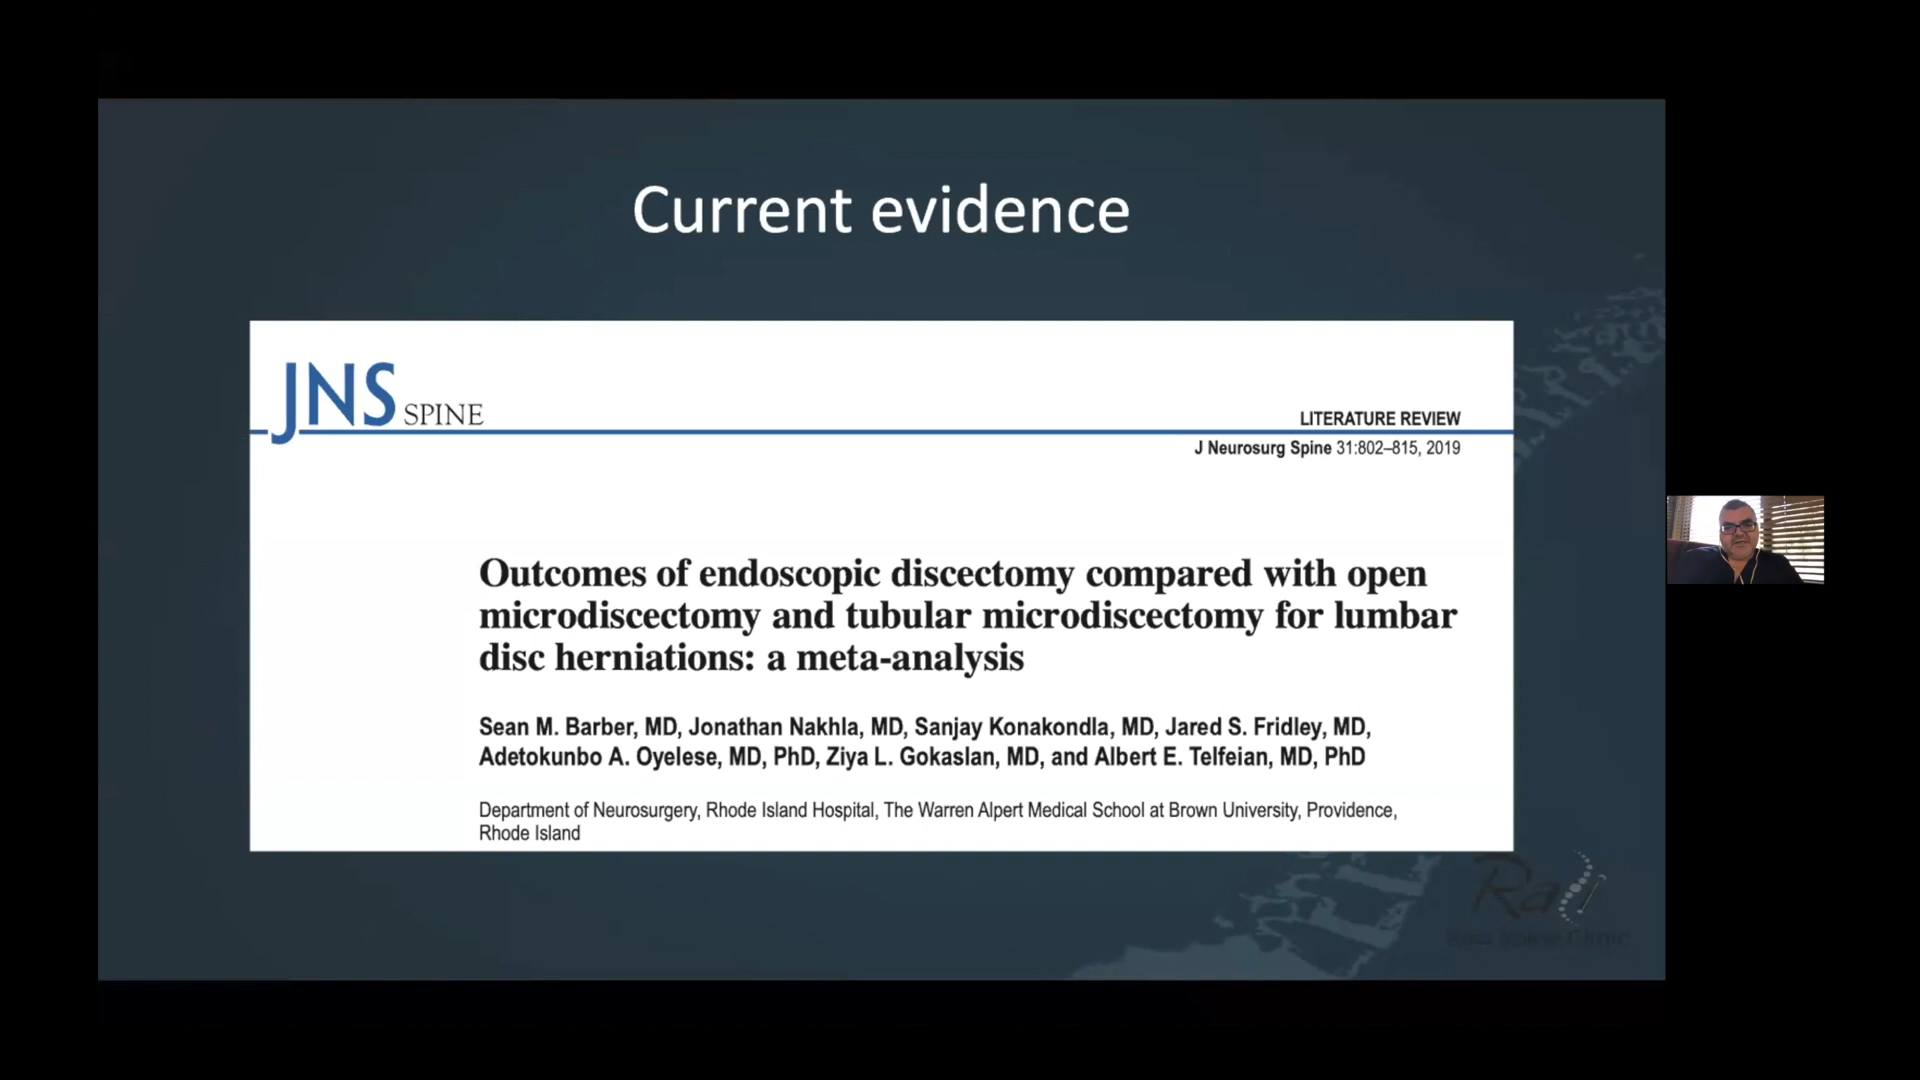 Current evidence
JNS SPINE
LITERATURE REVIEW
J Neurosurg Spine 31:802–815, 2019
Outcomes of endoscopic discectomy compared with open
microdiscectomy and tubular microdiscectomy for lumbar
disc herniations: a meta-analysis
Sean M. Barber, MD, Jonathan Nakhla, MD, Sanjay Konakondla, MD, Jared S. Fridley, MD,
Adetokunbo A. Oyelese, MD, PhD, Ziya L. Gokaslan, MD, and Albert E. Telfeian, MD, PhD
Department of Neurosurgery, Rhode Island Hospital, The Warren Alpert Medical School at Brown University, Providence,
Rhode Island